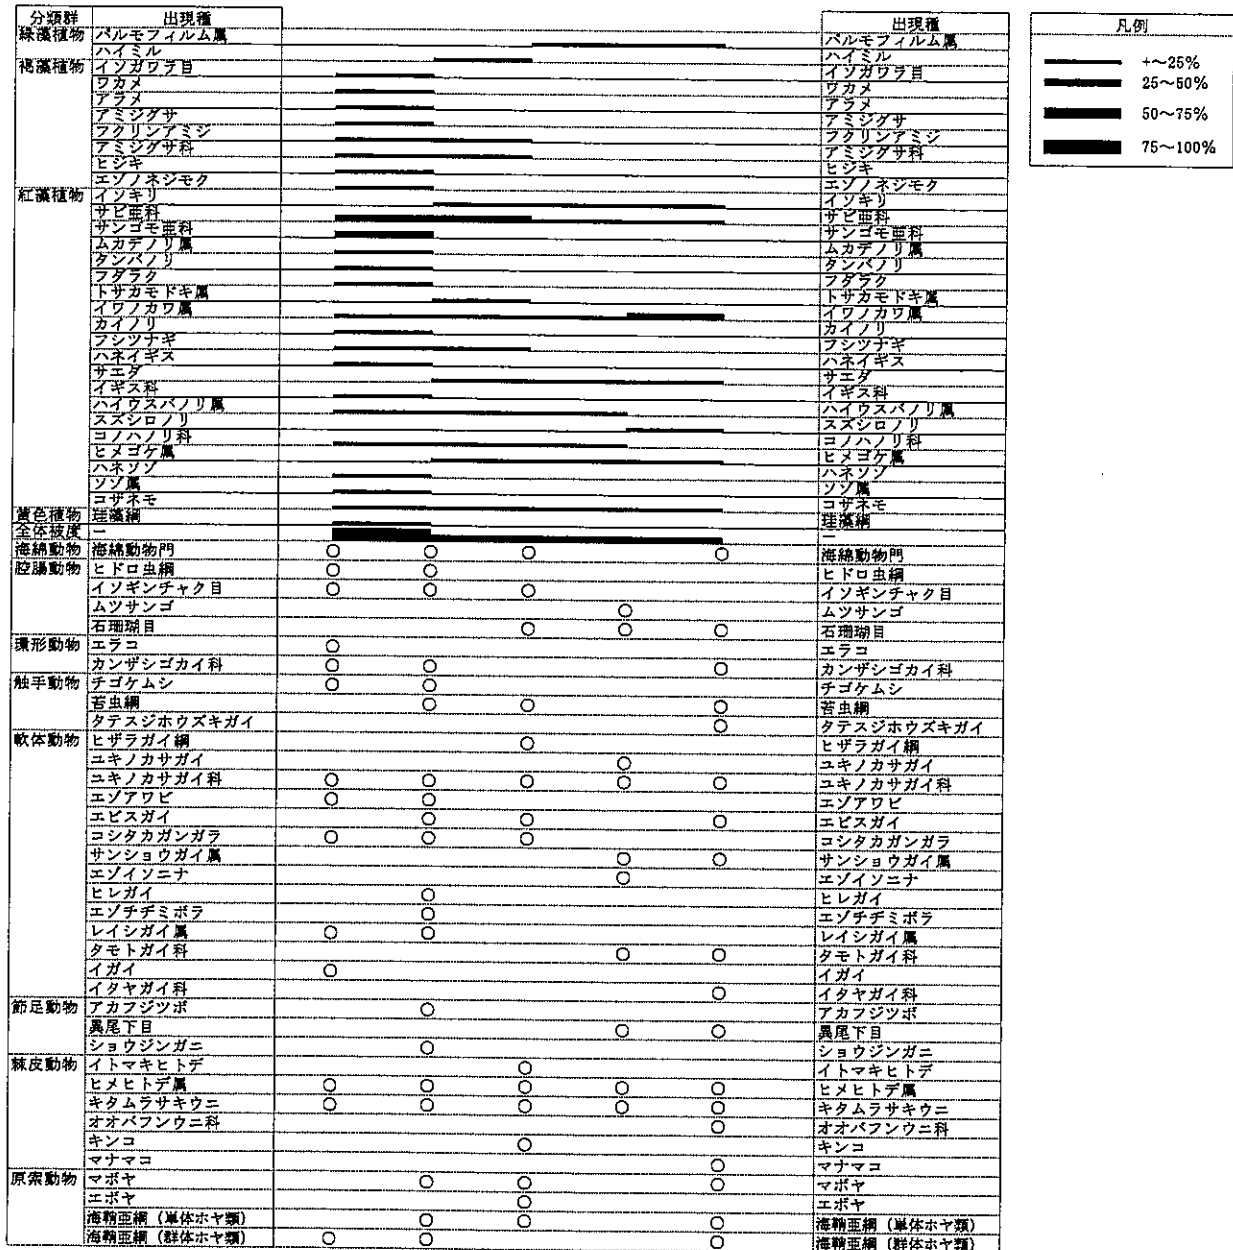 分類群 出現種 出現種 凡例
緑藻植物 パルモフィルム属 パルモフィルム属
ハイミル ハイミル
褐藻植物 イソガワラ目 イソガワラ目
ワカメ ワカメ
アラメ アラメ
アミジグサ アミジグサ
フクリンアミジ フクリンアミジ
アミジグサ科 アミジグサ科
ヒジキ ヒジキ
エゾノネジモク エゾノネジモク
紅藻植物 イソキリ イソキリ
サビ亜科 サビ亜科
サンゴモ亜科 サンゴモ亜科
ムカデノリ属 ムカデノリ属
タンバノリ タンバノリ
フダラク フダラク
トサカモドキ属 トサカモドキ属
イワノカワ属 イワノカワ属
カイノリ カイノリ
フシツナギ フシツナギ
ハネイギス ハネイギス
サエダ サエダ
イギス科 イギス科
ハイウスバノリ属 ハイウスバノリ属
スズシロノリ スズシロノリ
コノハノリ科 コノハノリ科
ヒメゴケ属 ヒメゴケ属
ハネソゾ ハネソゾ
ソゾ属 ソゾ属
コザネモ コザネモ
黄色植物 珪藻綱 珪藻綱
全体被度 ー ー
海綿動物 海綿動物門 ○ ○ ○ ○ 海綿動物門
腔腸動物 ヒドロ虫綱 ○ ○ ヒドロ虫綱
イソギンチャク目 ○ ○ ○ イソギンチャク目
ムツサンゴ ○ ムツサンゴ
石珊瑚目 ○ ○ ○ 石珊瑚目
環形動物 エラコ ○ エラコ
カンザシゴカイ科 ○ ○ ○ カンザシゴカイ科
触手動物 チゴケムシ ○ ○ チゴケムシ
苔虫綱 ○ ○ ○ 苔虫綱
タテスジホウズキガイ ○ タテスジホウズキガイ
軟体動物 ヒザラガイ綱 ○ ヒザラガイ綱
ユキノカサガイ ○ ユキノカサガイ
ユキノカサガイ科 ○ ○ ○ ○ ○ ユキノカサガイ科
エゾアワビ ○ ○ エゾアワビ
エビスガイ ○ ○ ○ エビスガイ
コシタカガンガラ ○ ○ ○ コシタカガンガラ
サンショウガイ属 ○ ○ サンショウガイ属
エゾイソニナ ○ エゾイソニナ
ヒレガイ ○ ヒレガイ
エゾチヂミボラ ○ エゾチヂミボラ
レイシガイ属 ○ ○ レイシガイ属
タモトガイ科 ○ ○ タモトガイ科
イガイ ○ イガイ
イタヤガイ科 ○ イタヤガイ科
節足動物 アカフジツボ ○ アカフジツボ
異尾下目 ○ ○ 異尾下目
ショウジンガニ ○ ショウジンガニ
棘皮動物 イトマキヒトデ ○ イトマキヒトデ
ヒメヒトデ属 ○ ○ ○ ○ ○ ヒメヒトデ属
キタムラサキウニ ○ ○ ○ ○ ○ キタムラサキウニ
オオバフンウニ科 ○ オオバフンウニ科
キンコ ○ キンコ
マナマコ ○ マナマコ
原索動物 マボヤ ○ ○ ○ マボヤ
エボヤ ○ エボヤ
海鞘亜綱（単体ホヤ類） ○ ○ ○ 海鞘亜綱（単体ホヤ類）
海鞘亜綱（群体ホヤ類） ○ ○ ○ 海鞘亜綱（群体ホヤ類）
+〜25%
25〜50%
50〜75%
75〜100%